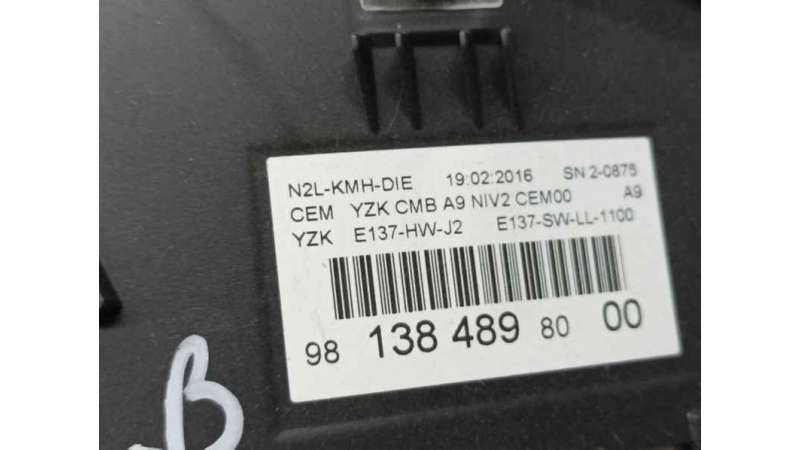 N2L-KMH-DIE 19:02:2016 SN 2-0875
CEM YZK CMB A9 NIV2 CEM00 A9
YZK E137-HW-J2 E137-SW-LL-1100
98 138 489 80 00
B